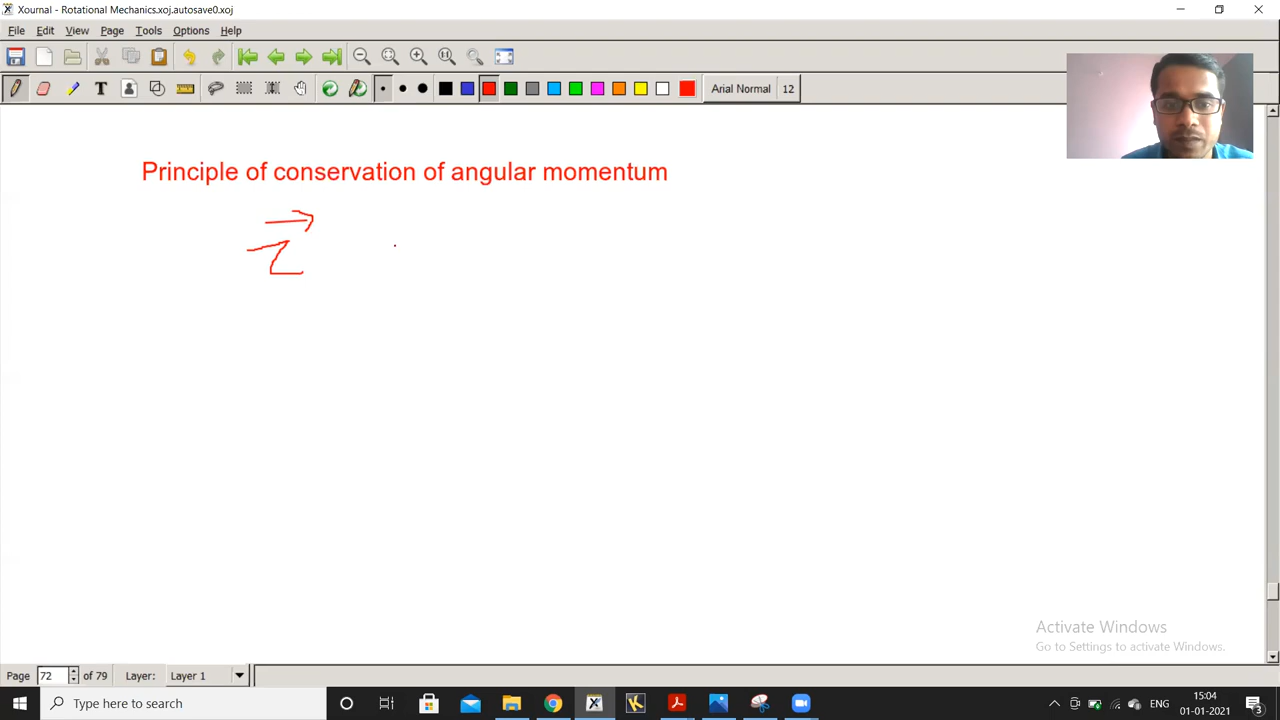 Xournal - Rotational Mechanics.xoj.autosave0.xoj
File Edit View Page Tools Options Help
Arial Normal 12
Principle of conservation of angular momentum
Activate Windows
Go to Settings to activate Windows.
Page 72 of 79 Layer: Layer 1
Type here to search
ENG
15:04
01-01-2021
3